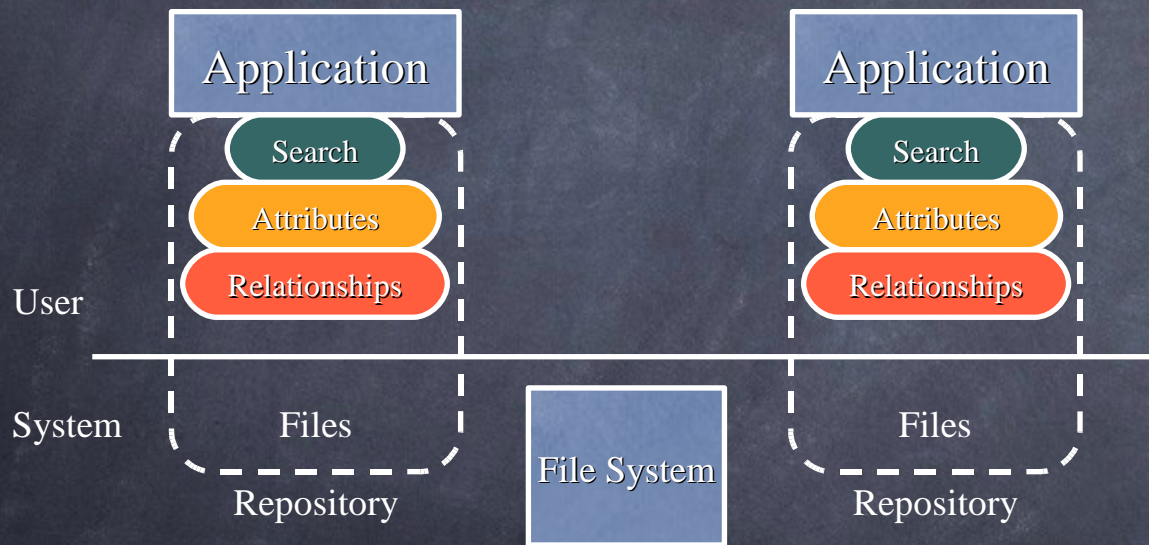 Application
Application
Search
Search
Attributes
Attributes
Relationships
Relationships
User
System
Files
Files
File System
Repository
Repository